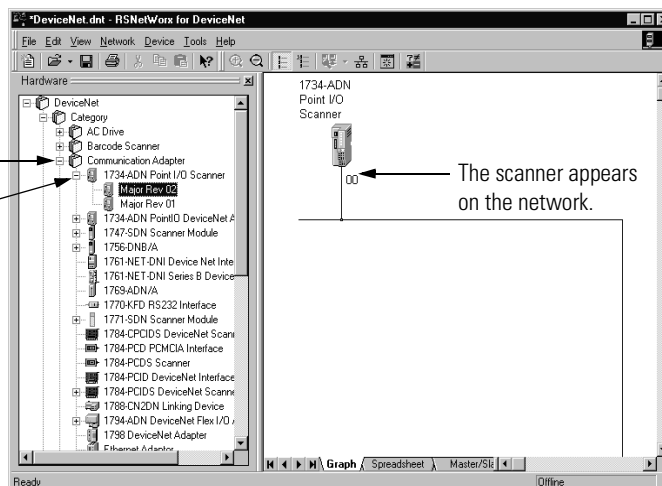 *DeviceNet.dnt - RSNetWorx for DeviceNet
File Edit View Network Device Tools Help
Hardware
DeviceNet
Category
AC Drive
Barcode Scanner
Communication Adapter
1734-ADN Point I/O Scanner
Major Rev 02
Major Rev 01
1734-ADN PointIO DeviceNet A
1747-SDN Scanner Module
1756-DNB/A
1761-NET-DNI Device Net Inte
1761-NET-DNI Series B Device
1769-ADN/A
1770-KFD RS232 Interface
1771-SDN Scanner Module
1784-CPCIDS DeviceNet Scan
1784-PCD PCMCIA Interface
1784-PCDS Scanner
1784-PCID DeviceNet Interface
1784-PCIDS DeviceNet Scanne
1788-CN2DN Linking Device
1794-ADN DeviceNet Flex I/O
1798 DeviceNet Adapter
Ethernet Adapter
1734-ADN
Point I/O
Scanner
00
The scanner appears
on the network.
Graph Spreadsheet Master/Sla
Ready Offline